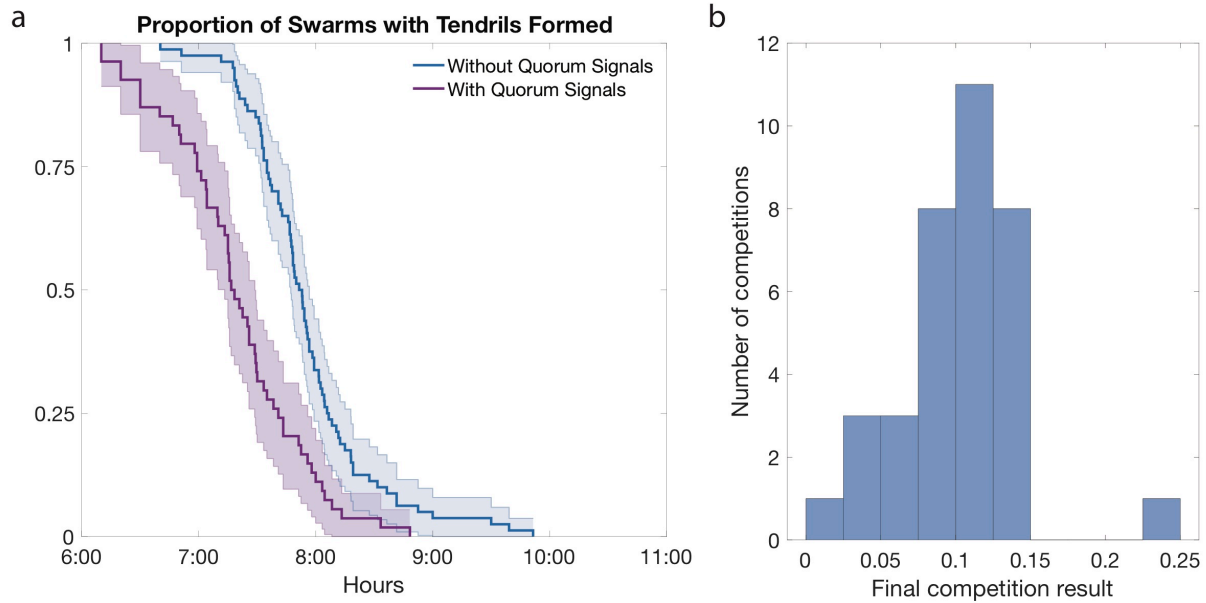 a
Proportion of Swarms with Tendrils Formed
1
0.75
0.5
0.25
0
Without Quorum Signals
With Quorum Signals
6:00 7:00 8:00 9:00 10:00 11:00
Hours
b
12
10
8
6
4
2
0
Number of competitions
0 0.05 0.1 0.15 0.2 0.25
Final competition result